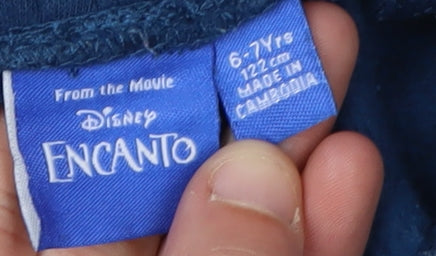 From the Movie
Disney
ENCANTO
6-7Yrs
122cm
MADE IN
CAMBODIA